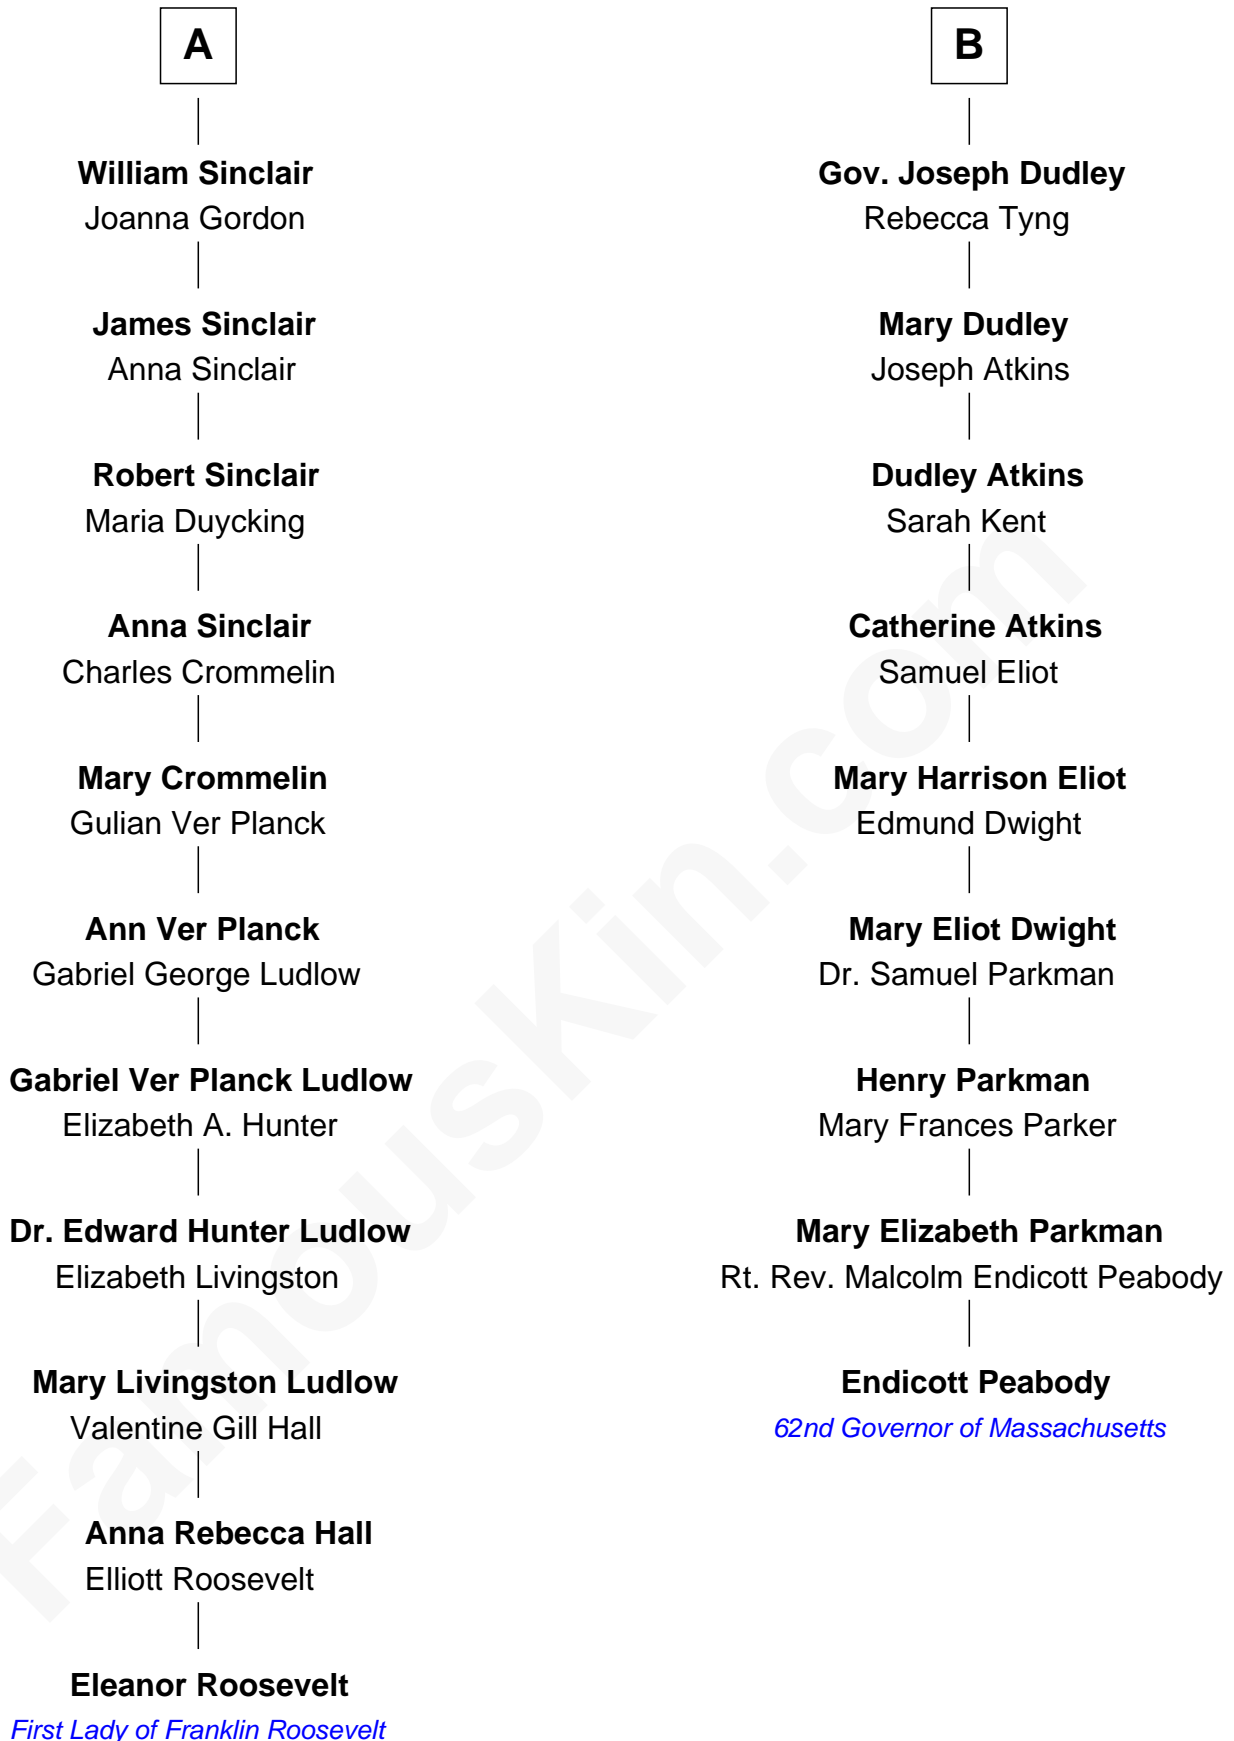 A
William Sinclair
Joanna Gordon
James Sinclair
Anna Sinclair
Robert Sinclair
Maria Duycking
Anna Sinclair
Charles Crommelin
Mary Crommelin
Gulian Ver Planck
Ann Ver Planck
Gabriel George Ludlow
Gabriel Ver Planck Ludlow
Elizabeth A. Hunter
Dr. Edward Hunter Ludlow
Elizabeth Livingston
Mary Livingston Ludlow
Valentine Gill Hall
Anna Rebecca Hall
Elliott Roosevelt
Eleanor Roosevelt
First Lady of Franklin Roosevelt
B
Gov. Joseph Dudley
Rebecca Tyng
Mary Dudley
Joseph Atkins
Dudley Atkins
Sarah Kent
Catherine Atkins
Samuel Eliot
Mary Harrison Eliot
Edmund Dwight
Mary Eliot Dwight
Dr. Samuel Parkman
Henry Parkman
Mary Frances Parker
Mary Elizabeth Parkman
Rt. Rev. Malcolm Endicott Peabody
Endicott Peabody
62nd Governor of Massachusetts
FamousKin.com